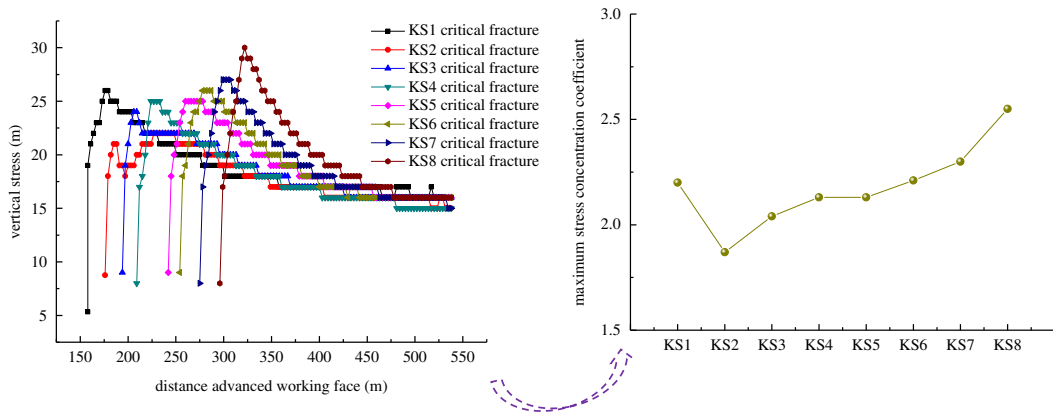 30
25
20
15
10
5
vertical stress (m)
150 200 250 300 350 400 450 500 550
distance advanced working face (m)
KS1 critical fracture
KS2 critical fracture
KS3 critical fracture
KS4 critical fracture
KS5 critical fracture
KS6 critical fracture
KS7 critical fracture
KS8 critical fracture
3.0
2.5
2.0
1.5
maximum stress concentration coefficient
KS1 KS2 KS3 KS4 KS5 KS6 KS7 KS8